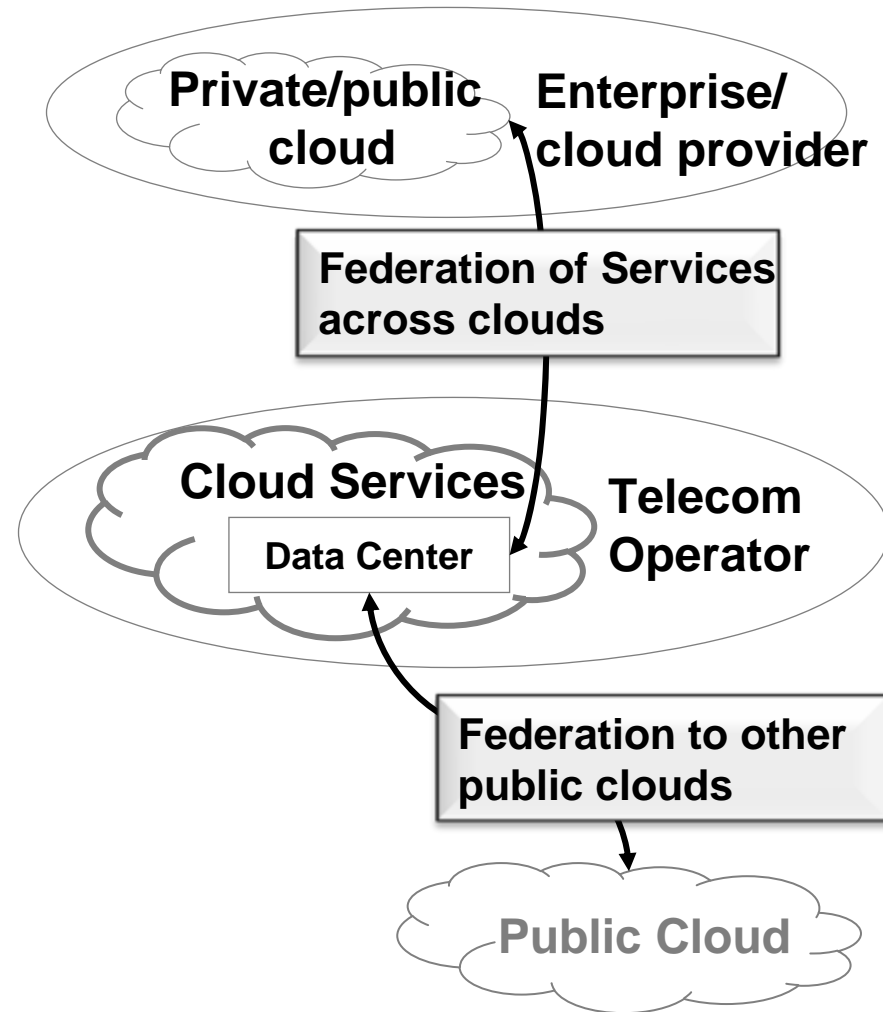 Private/public
cloud
Enterprise/
cloud provider
Federation of Services
across clouds
Cloud Services
Data Center
Telecom
Operator
Federation to other
public clouds
Public Cloud